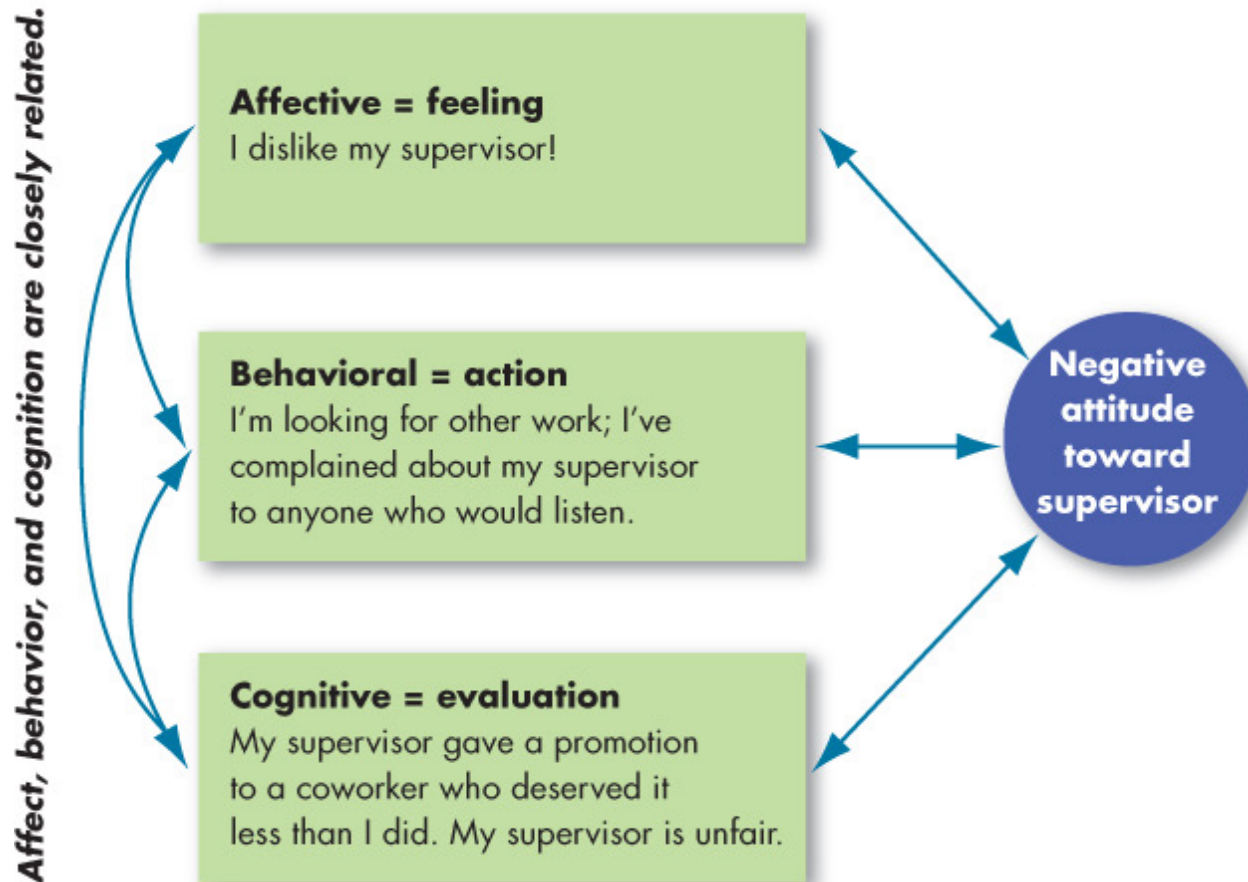 Affect, behavior, and cognition are closely related.
Affective = feeling
I dislike my supervisor!
Behavioral = action
I'm looking for other work; I've
complained about my supervisor
to anyone who would listen.
Cognitive = evaluation
My supervisor gave a promotion
to a coworker who deserved it
less than I did. My supervisor is unfair.
Negative
attitude
toward
supervisor